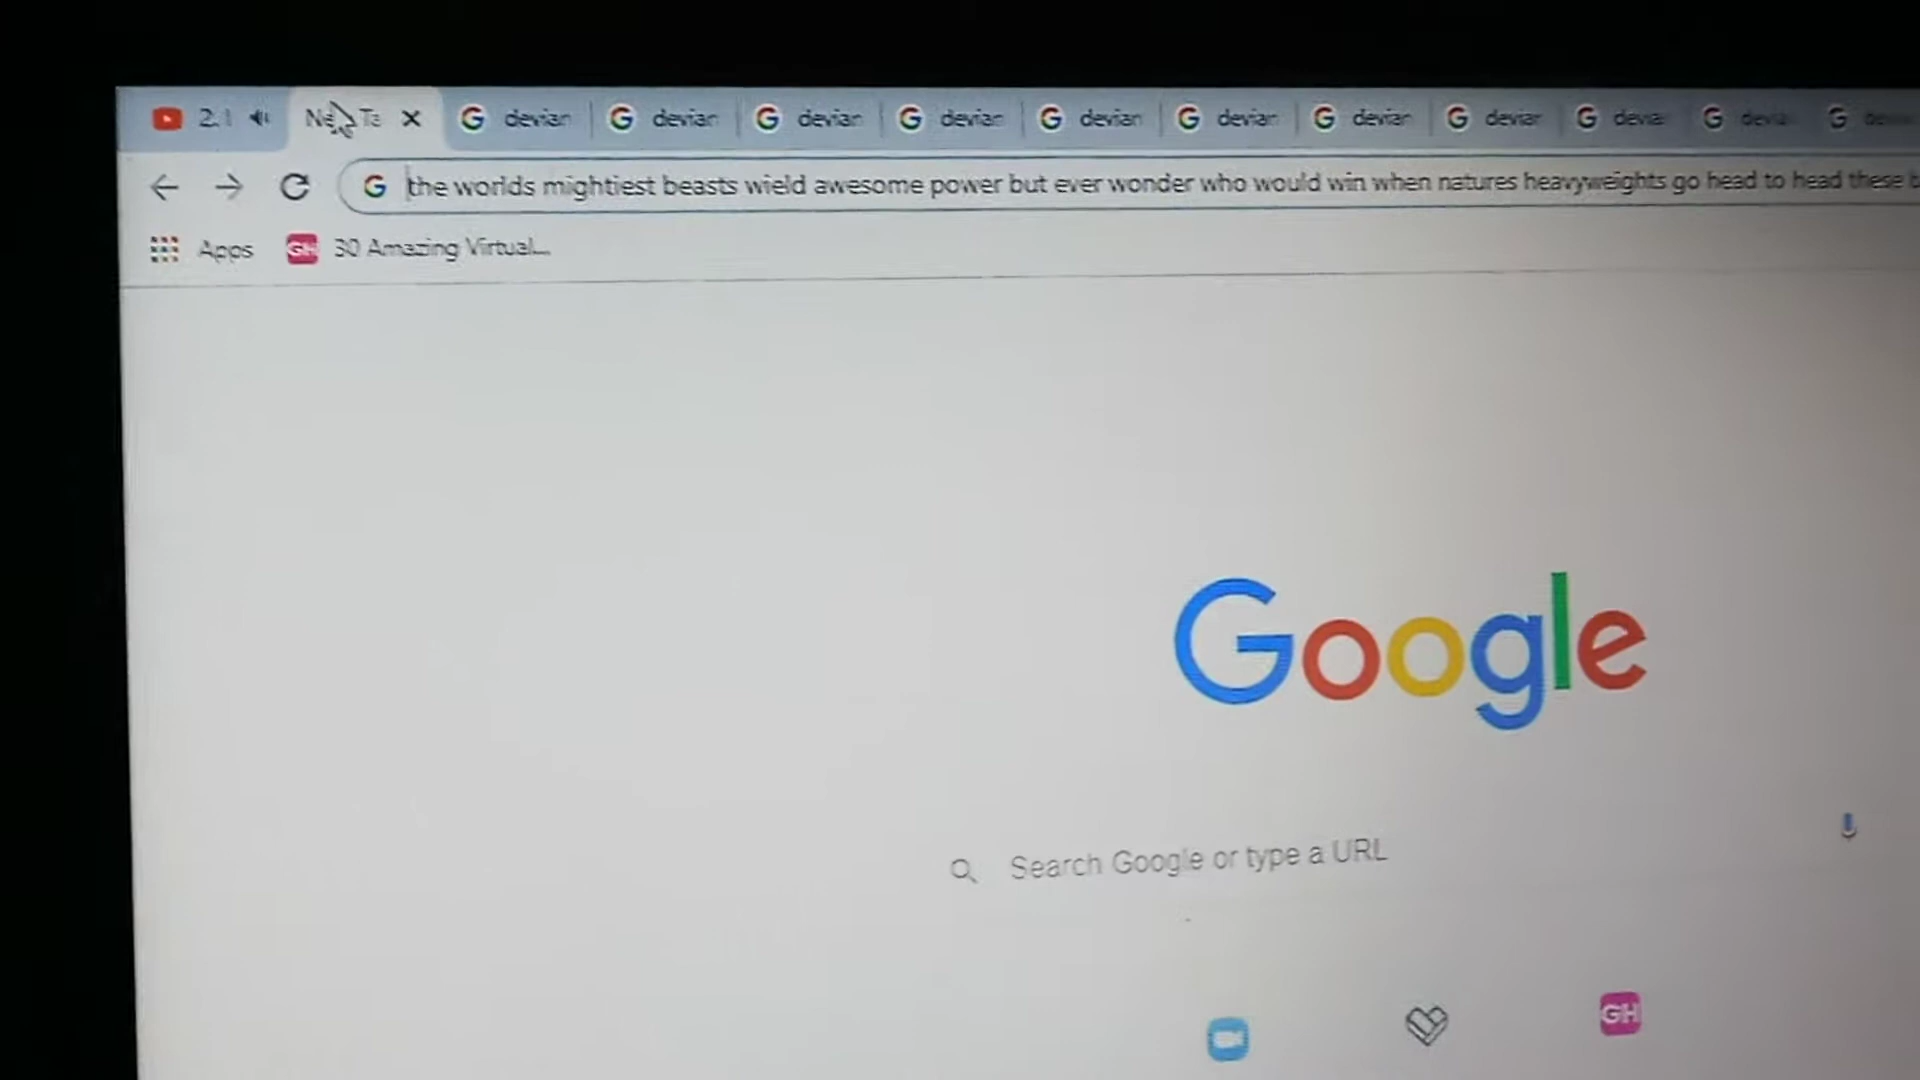 2.1
devian devian devian devian devian devian devian devian devia
the worlds mightiest beasts wield awesome power but ever wonder who would win when natures heavyweights go head to head these
Apps GH 30 Amazing Virtual...
Google
Search Google or type a URL
GH